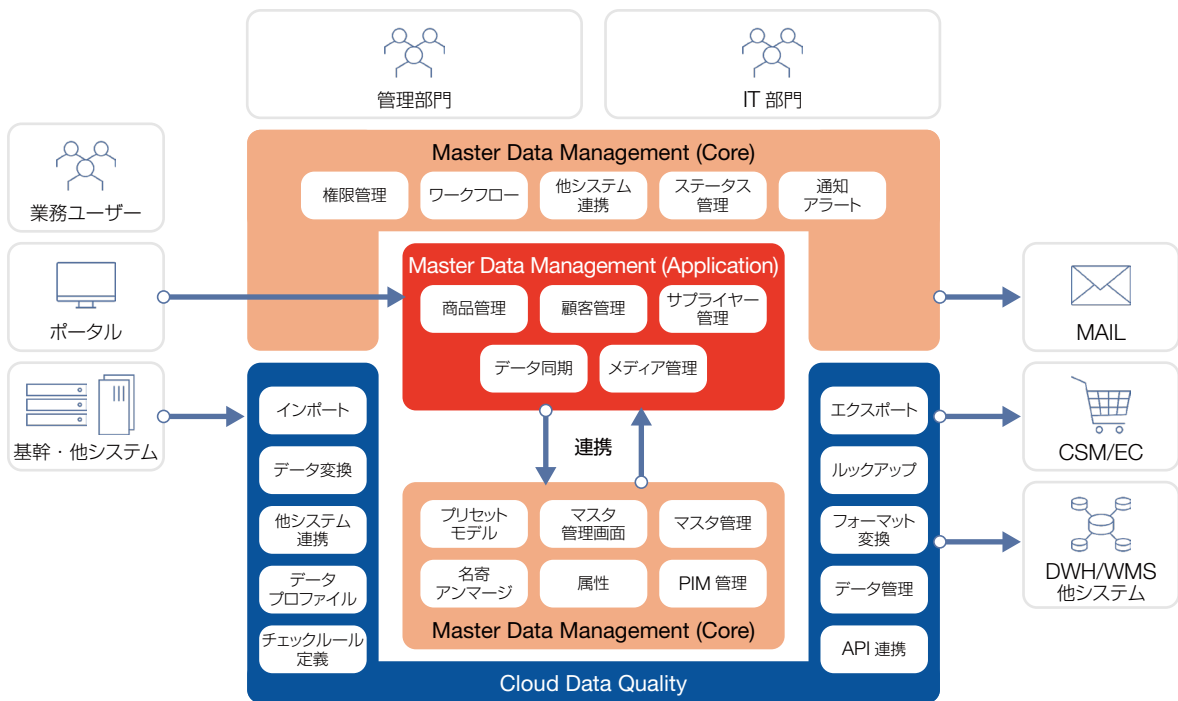 管理部門
IT 部門
業務ユーザー
ポータル
基幹・他システム
Master Data Management (Core)
権限管理
ワークフロー
他システム
連携
ステータス
管理
通知
アラート
Master Data Management (Application)
商品管理
顧客管理
サプライヤー
管理
データ同期
メディア管理
連携
プリセット
モデル
マスタ
管理画面
マスタ管理
名寄
アンマージ
属性
PIM 管理
Master Data Management (Core)
インポート
データ変換
他システム
連携
データ
プロファイル
チェックルール
定義
エクスポート
ルックアップ
フォーマット
変換
データ管理
API 連携
Cloud Data Quality
MAIL
CSM/EC
DWH/WMS
他システム